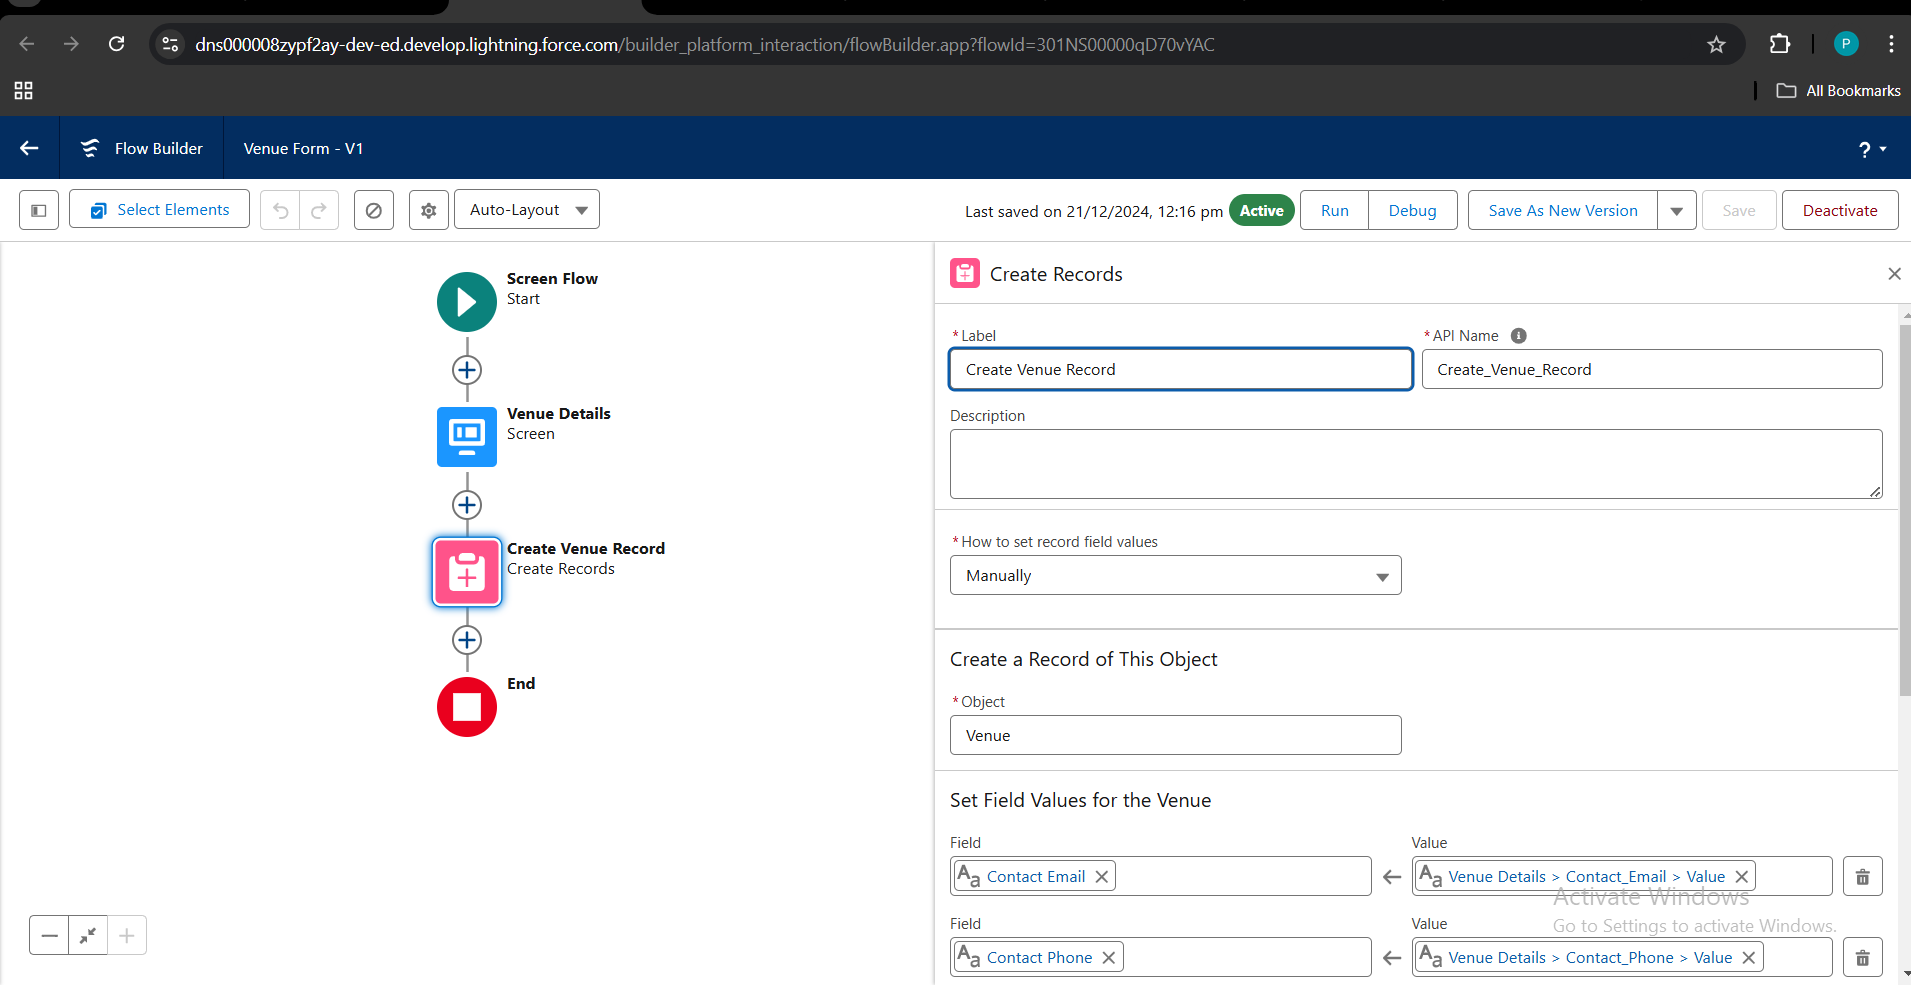 dns000008zypf2ay-dev-ed.develop.lightning.force.com/builder_platform_interaction/flowBuilder.app?flowId=301NS00000qD70vYAC
P
All Bookmarks
Flow Builder
Venue Form - V1
?
Select Elements
Auto-Layout
Last saved on 21/12/2024, 12:16 pm
Active
Run
Debug
Save As New Version
Save
Deactivate
Screen Flow
Start
Venue Details
Screen
Create Venue Record
Create Records
End
Create Records
*Label
*API Name
Create Venue Record
Create_Venue_Record
Description
*How to set record field values
Manually
Create a Record of This Object
*Object
Venue
Set Field Values for the Venue
Field
Value
Aa Contact Email
Aa Venue Details > Contact_Email > Value
Field
Value
Aa Contact Phone
Aa Venue Details > Contact_Phone > Value
Activate Windows
Go to Settings to activate Windows.